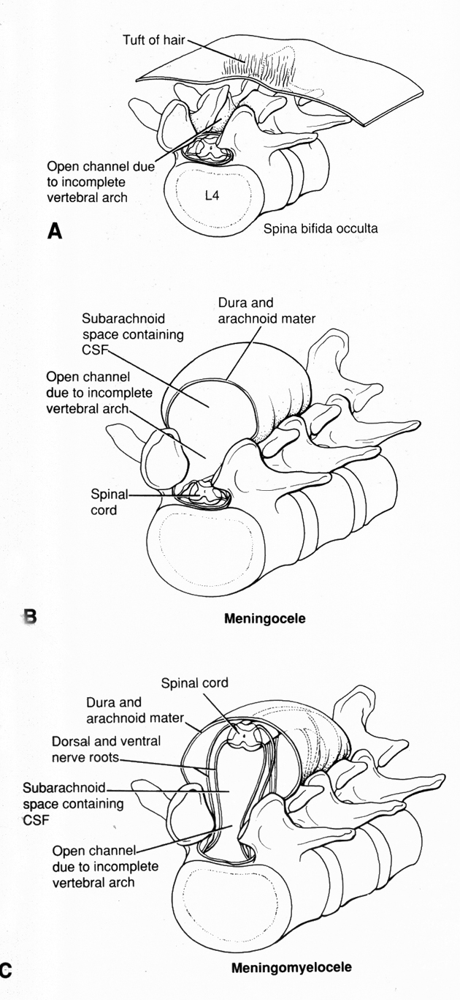 Tuft of hair
Open channel due
to incomplete
vertebral arch
L4
A
Spina bifida occulta
Dura and
arachnoid mater
Subarachnoid
space containing
CSF
Open channel
due to incomplete
vertebral arch
Spinal
cord
B
Meningocele
Spinal cord
Dura and
arachnoid mater
Dorsal and ventral
nerve roots
Subarachnoid
space containing
CSF
Open channel
due to incomplete
vertebral arch
C
Meningomyelocele